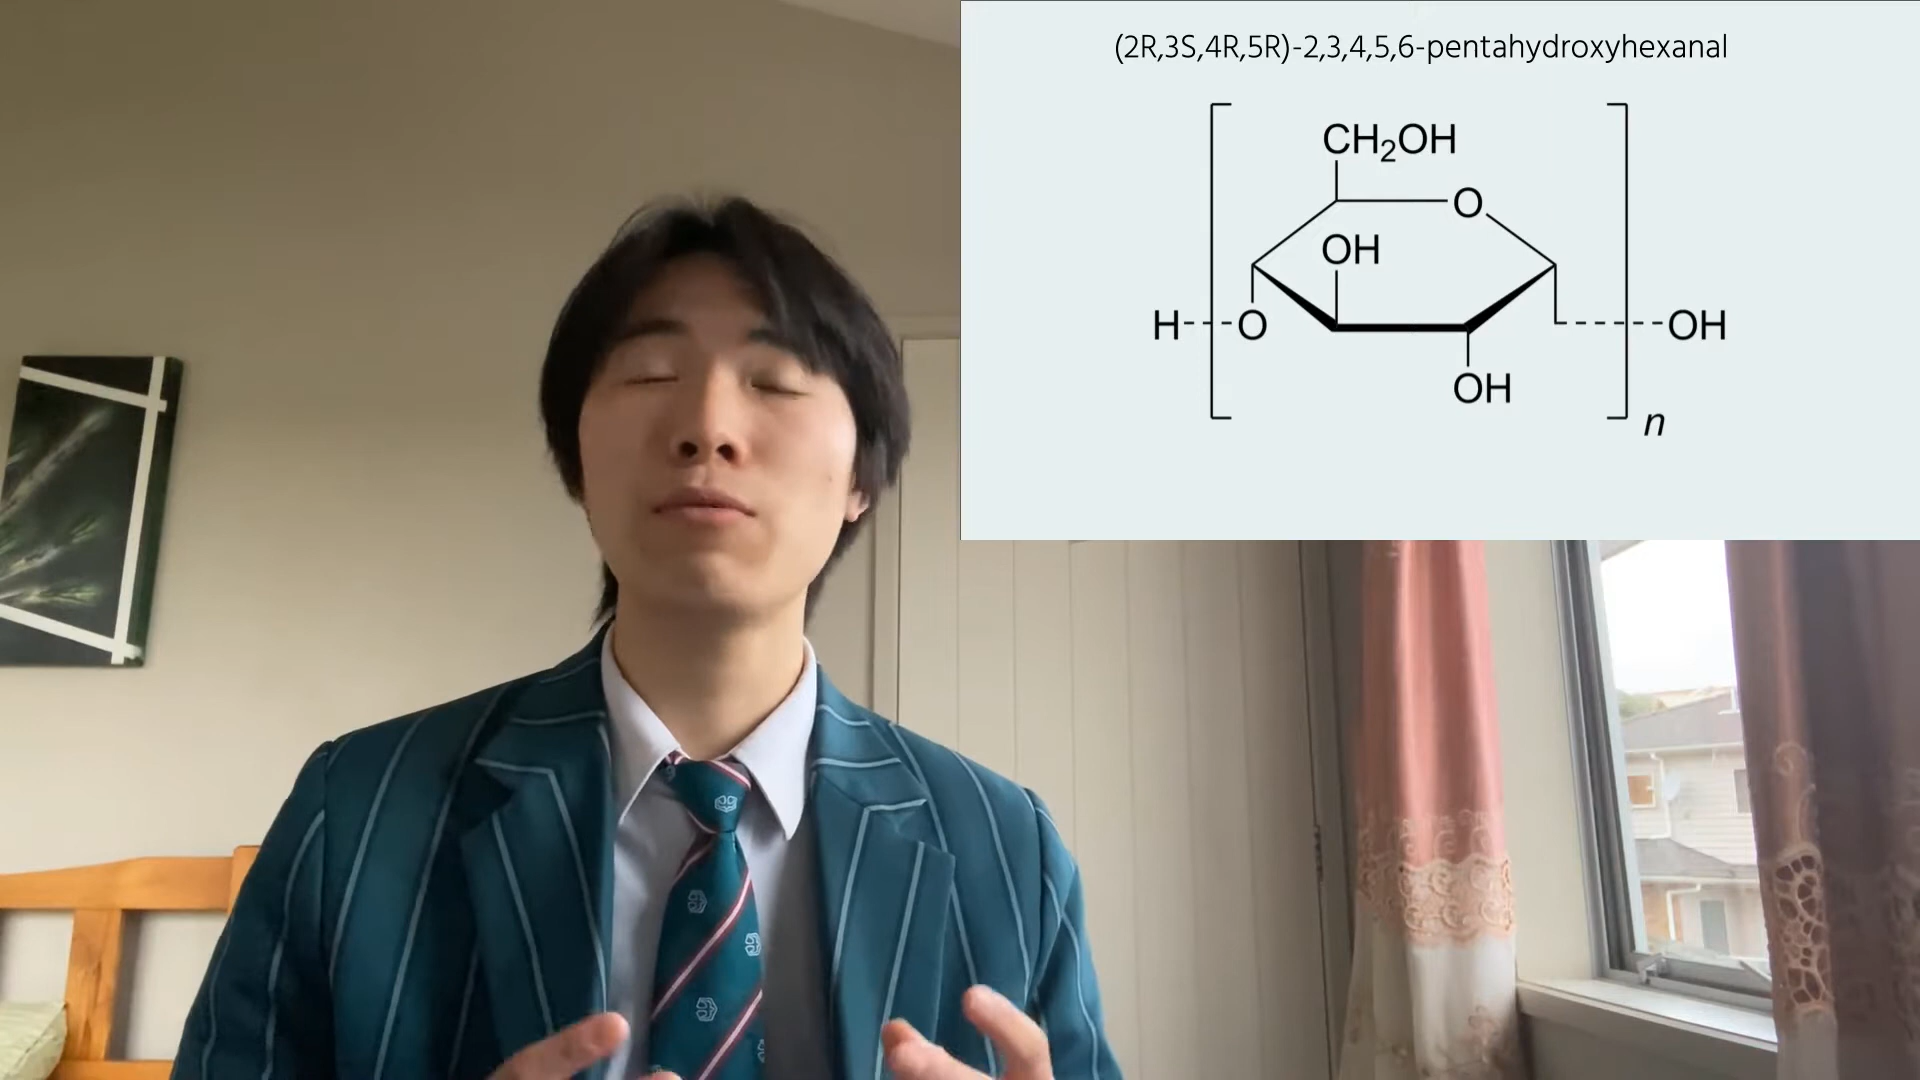 (2R,3S,4R,5R)-2,3,4,5,6-pentahydroxyhexanal
CH₂OH
O
OH
H
O
OH
OH
n